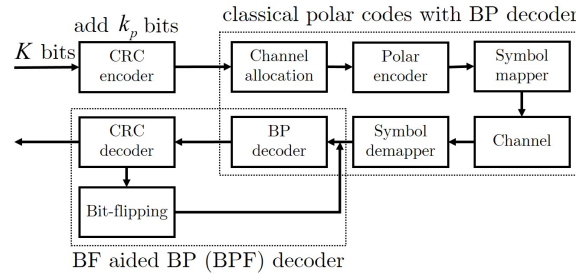 classical polar codes with BP decoder
add kp bits
K bits
CRC
encoder
Channel
allocation
Polar
encoder
Symbol
mapper
CRC
decoder
BP
decoder
Symbol
demapper
Channel
Bit-flipping
BF aided BP (BPF) decoder